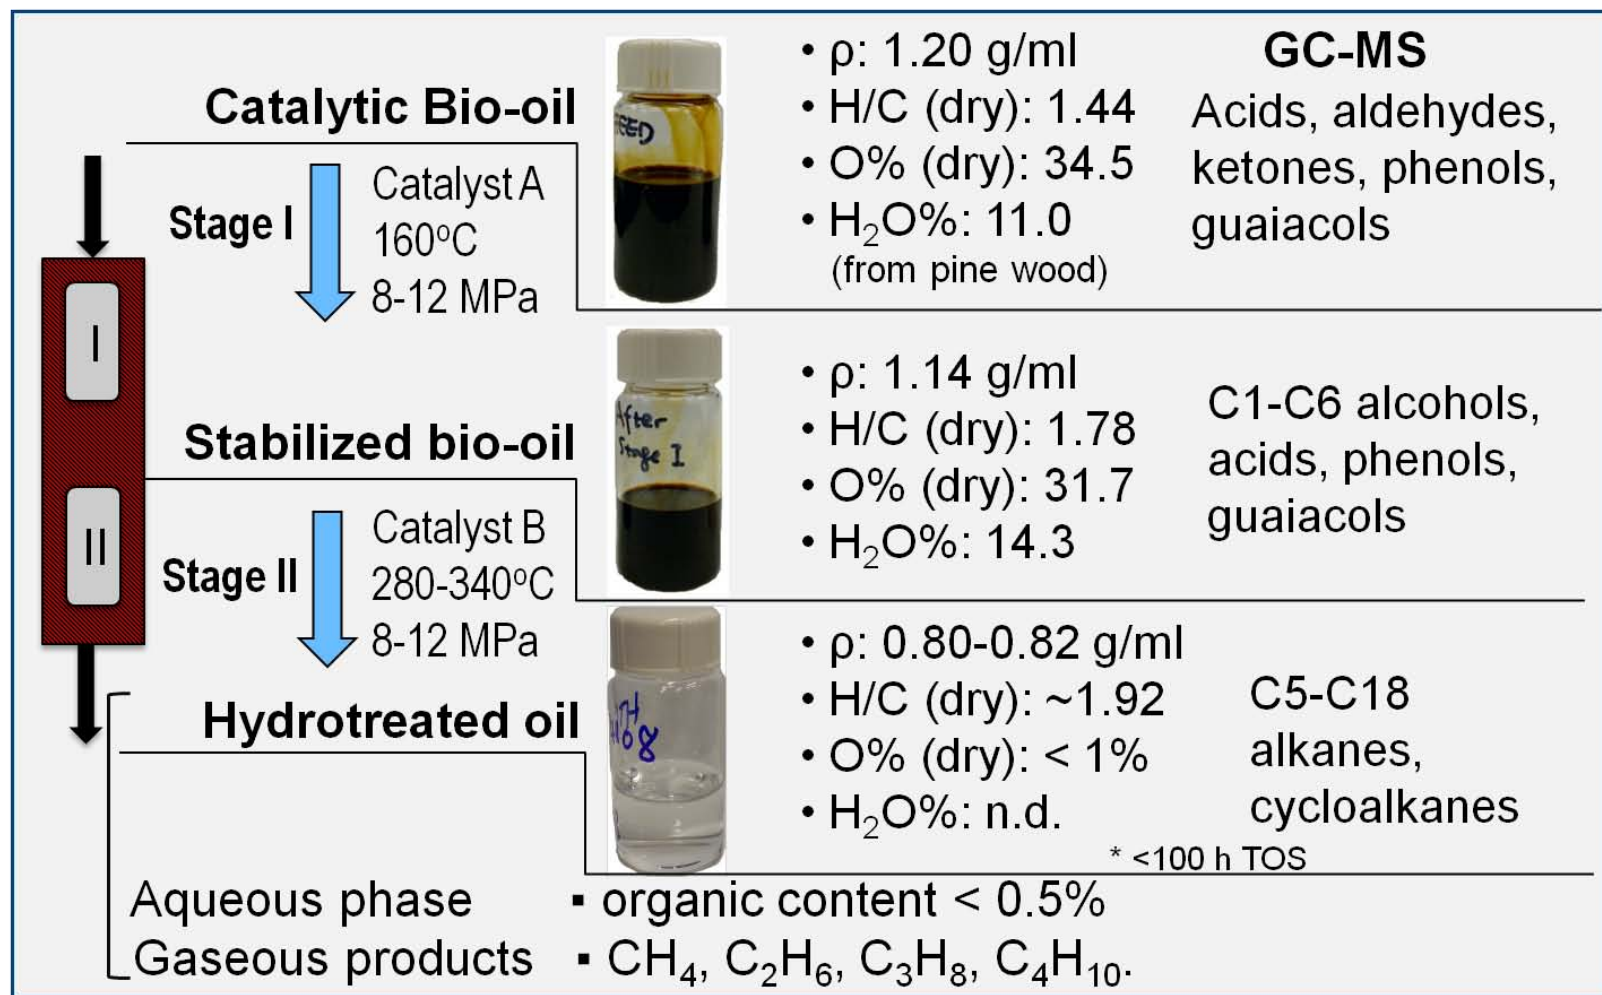 Catalytic Bio-oil
Stage I
Catalyst A
160°C
8-12 MPa
FEED
• ρ: 1.20 g/ml
• H/C (dry): 1.44
• O% (dry): 34.5
• H₂O%: 11.0
(from pine wood)
GC-MS
Acids, aldehydes,
ketones, phenols,
guaiacols
I
Stabilized bio-oil
After
Stage I
• ρ: 1.14 g/ml
• H/C (dry): 1.78
• O% (dry): 31.7
• H₂O%: 14.3
C1-C6 alcohols,
acids, phenols,
guaiacols
II
Stage II
Catalyst B
280-340°C
8-12 MPa
Hydrotreated oil
• ρ: 0.80-0.82 g/ml
• H/C (dry): ~1.92
• O% (dry): < 1%
• H₂O%: n.d.
C5-C18
alkanes,
cycloalkanes
* <100 h TOS
Aqueous phase ▪ organic content < 0.5%
Gaseous products ▪ CH₄, C₂H₆, C₃H₈, C₄H₁₀.